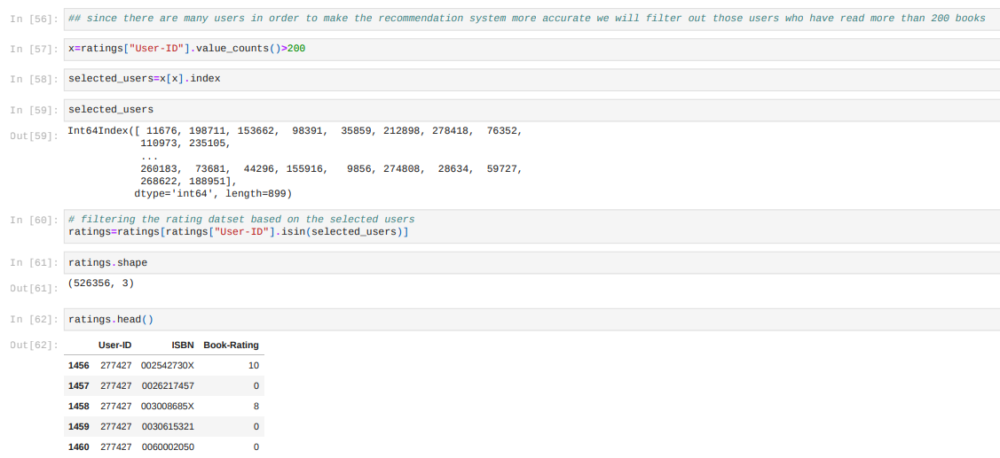 In [56]: ## since there are many users in order to make the recommendation system more accurate we will filter out those users who have read more than 200 books
In [57]: x=ratings["User-ID"].value_counts()>200
In [58]: selected_users=x[x].index
In [59]: selected_users
Out[59]: Int64Index([ 11676, 198711, 153662,  98391,  35859, 212898, 278418,  76352,
110973, 235105,
...
260183,  73681,  44296, 155916,   9856, 274808,  28634,  59727,
268622, 188951],
dtype='int64', length=899)
In [60]: # filtering the rating datset based on the selected users
ratings=ratings[ratings["User-ID"].isin(selected_users)]
In [61]: ratings.shape
Out[61]: (526356, 3)
In [62]: ratings.head()
Out[62]: User-ID ISBN Book-Rating
1456 277427 002542730X 10
1457 277427 0026217457 0
1458 277427 003008685X 8
1459 277427 0030615321 0
1460 277427 0060002050 0